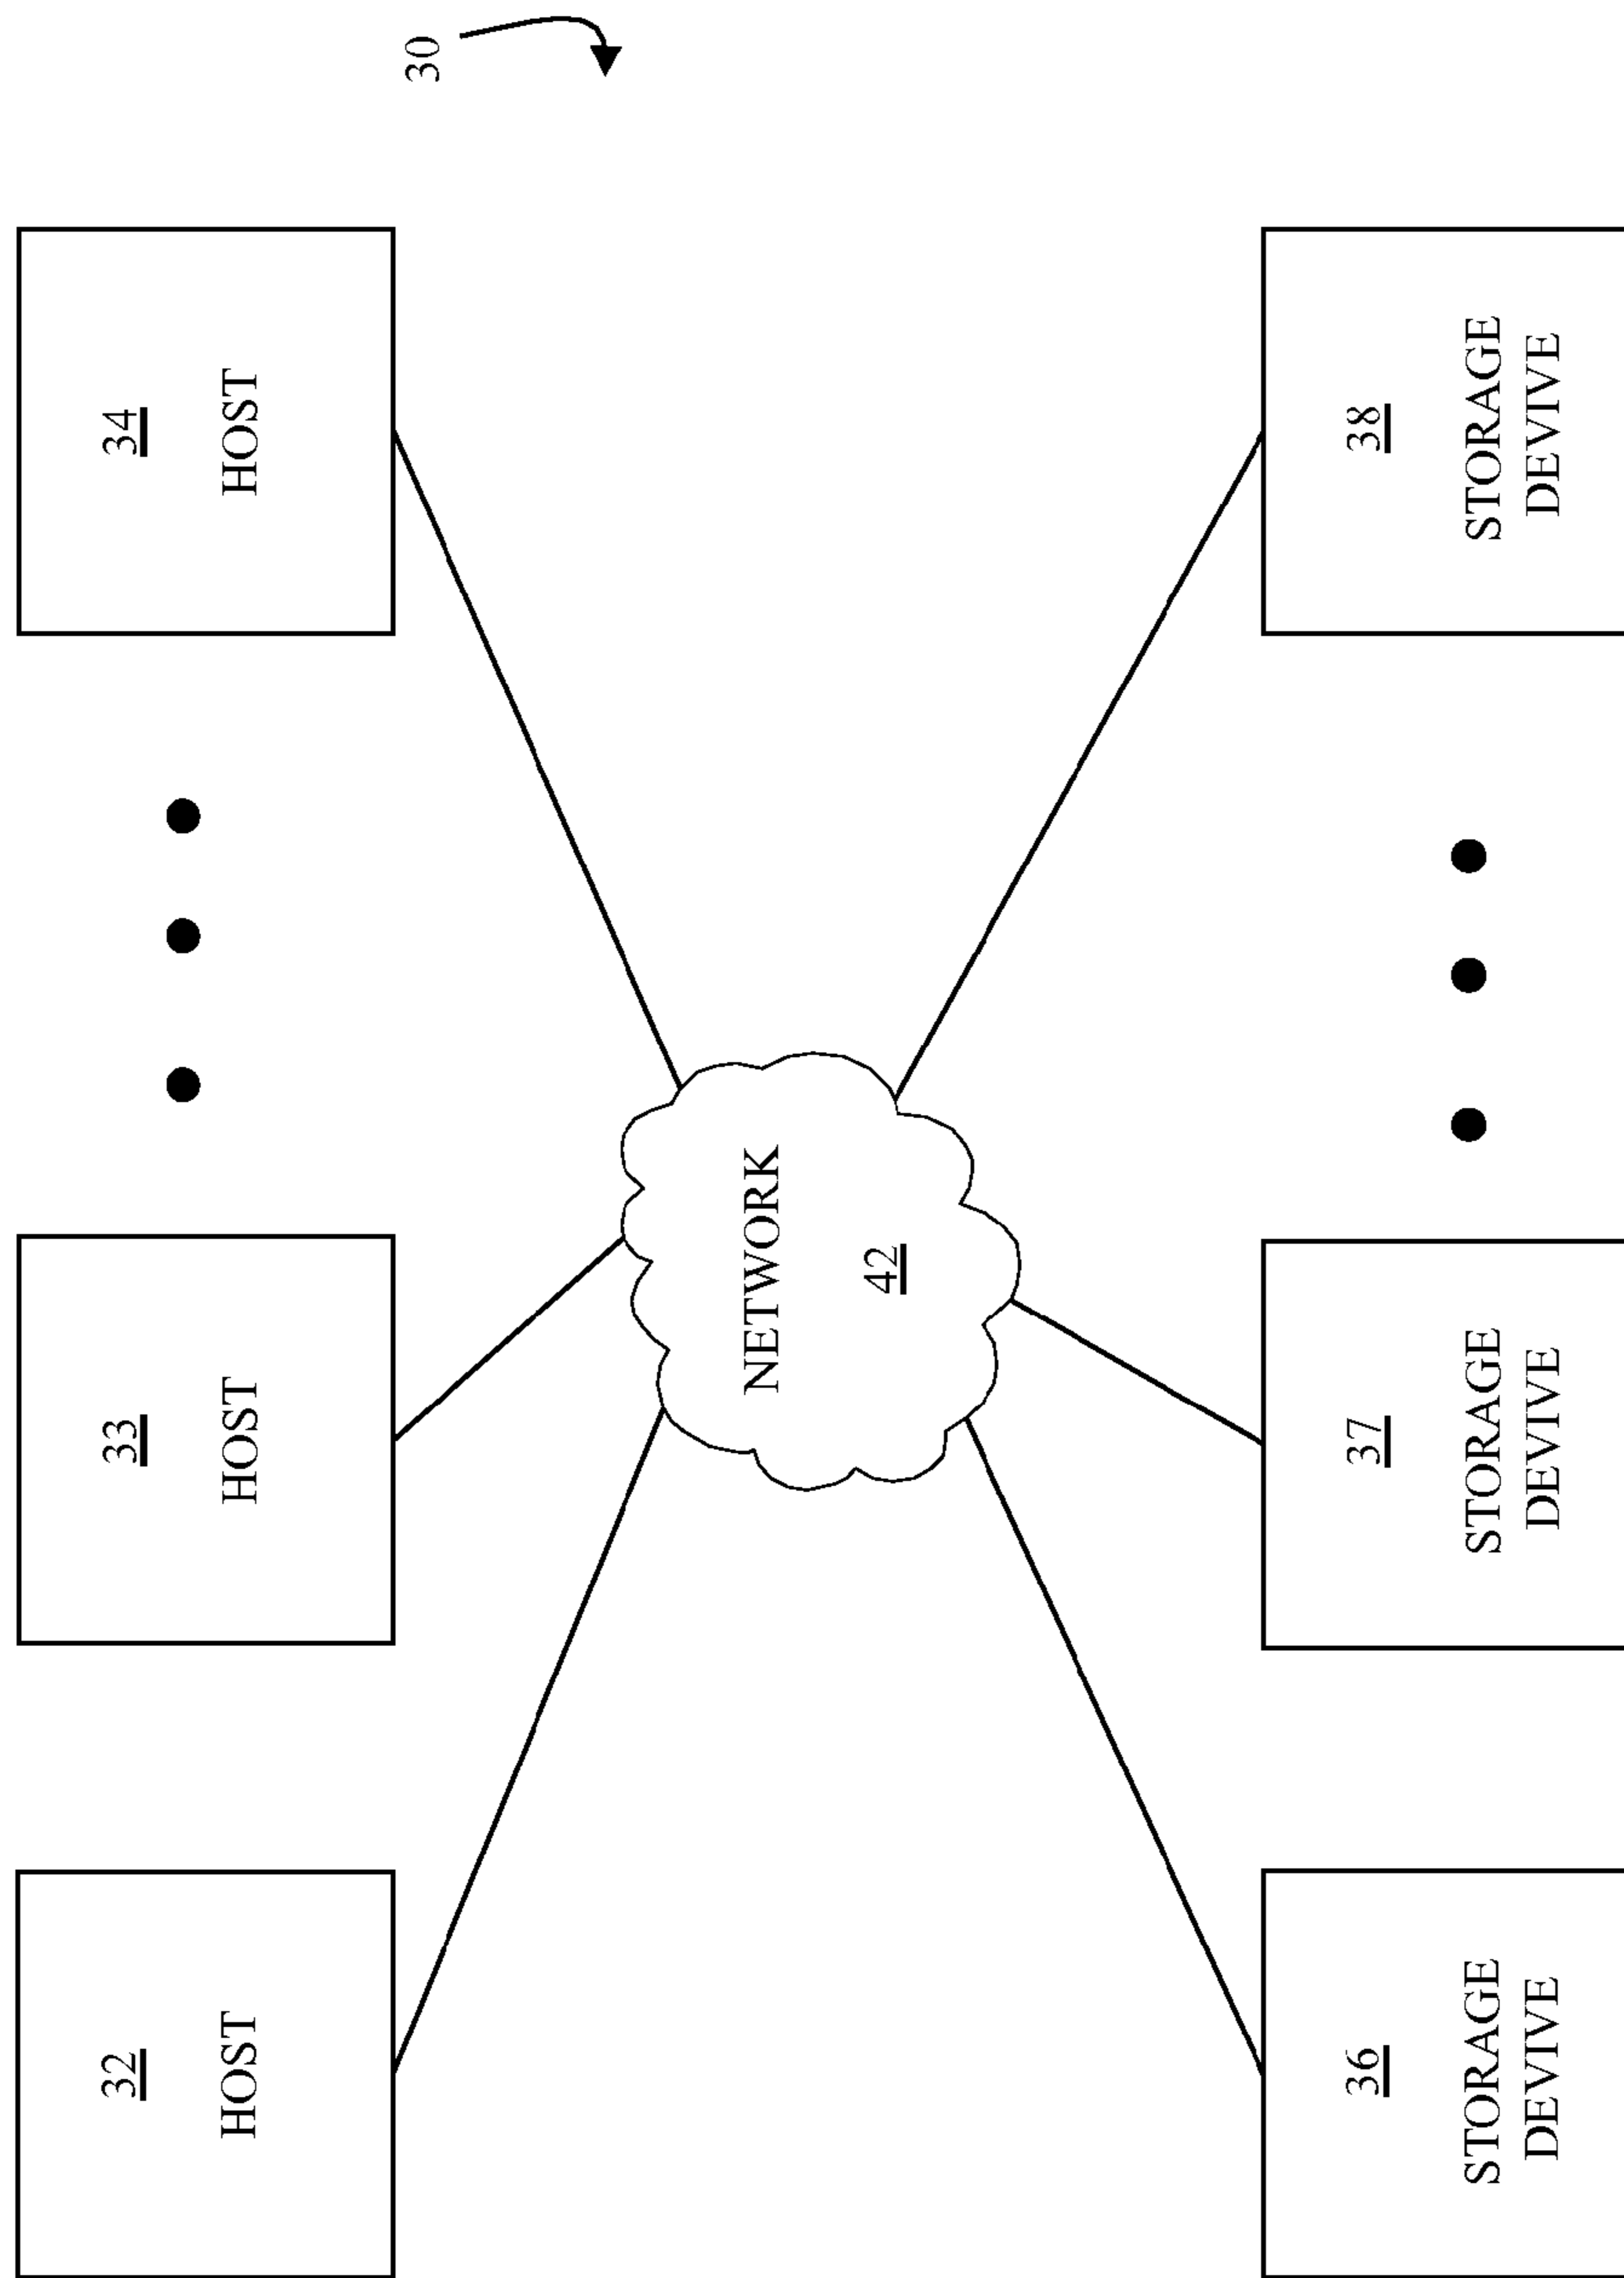 30
32
HOST
33
HOST
34
HOST
NETWORK
42
36
STORAGE
DEVIVE
37
STORAGE
DEVIVE
38
STORAGE
DEVIVE